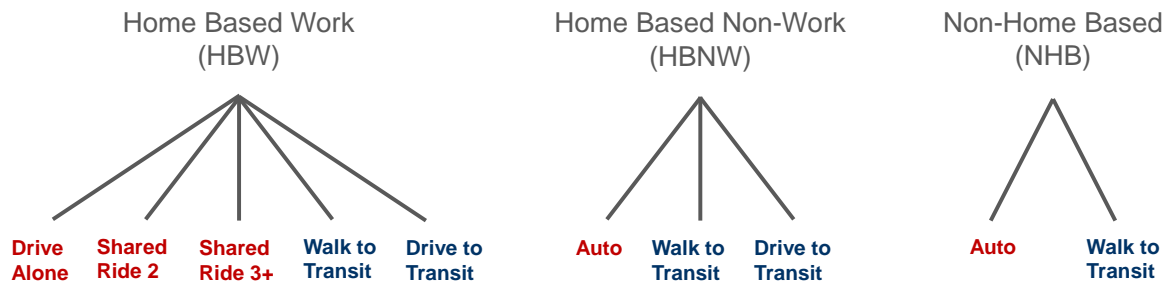 Home Based Work
(HBW)
Home Based Non-Work
(HBNW)
Non-Home Based
(NHB)
Drive
Alone
Shared
Ride 2
Shared
Ride 3+
Walk to
Transit
Drive to
Transit
Auto
Walk to
Transit
Drive to
Transit
Auto
Walk to
Transit